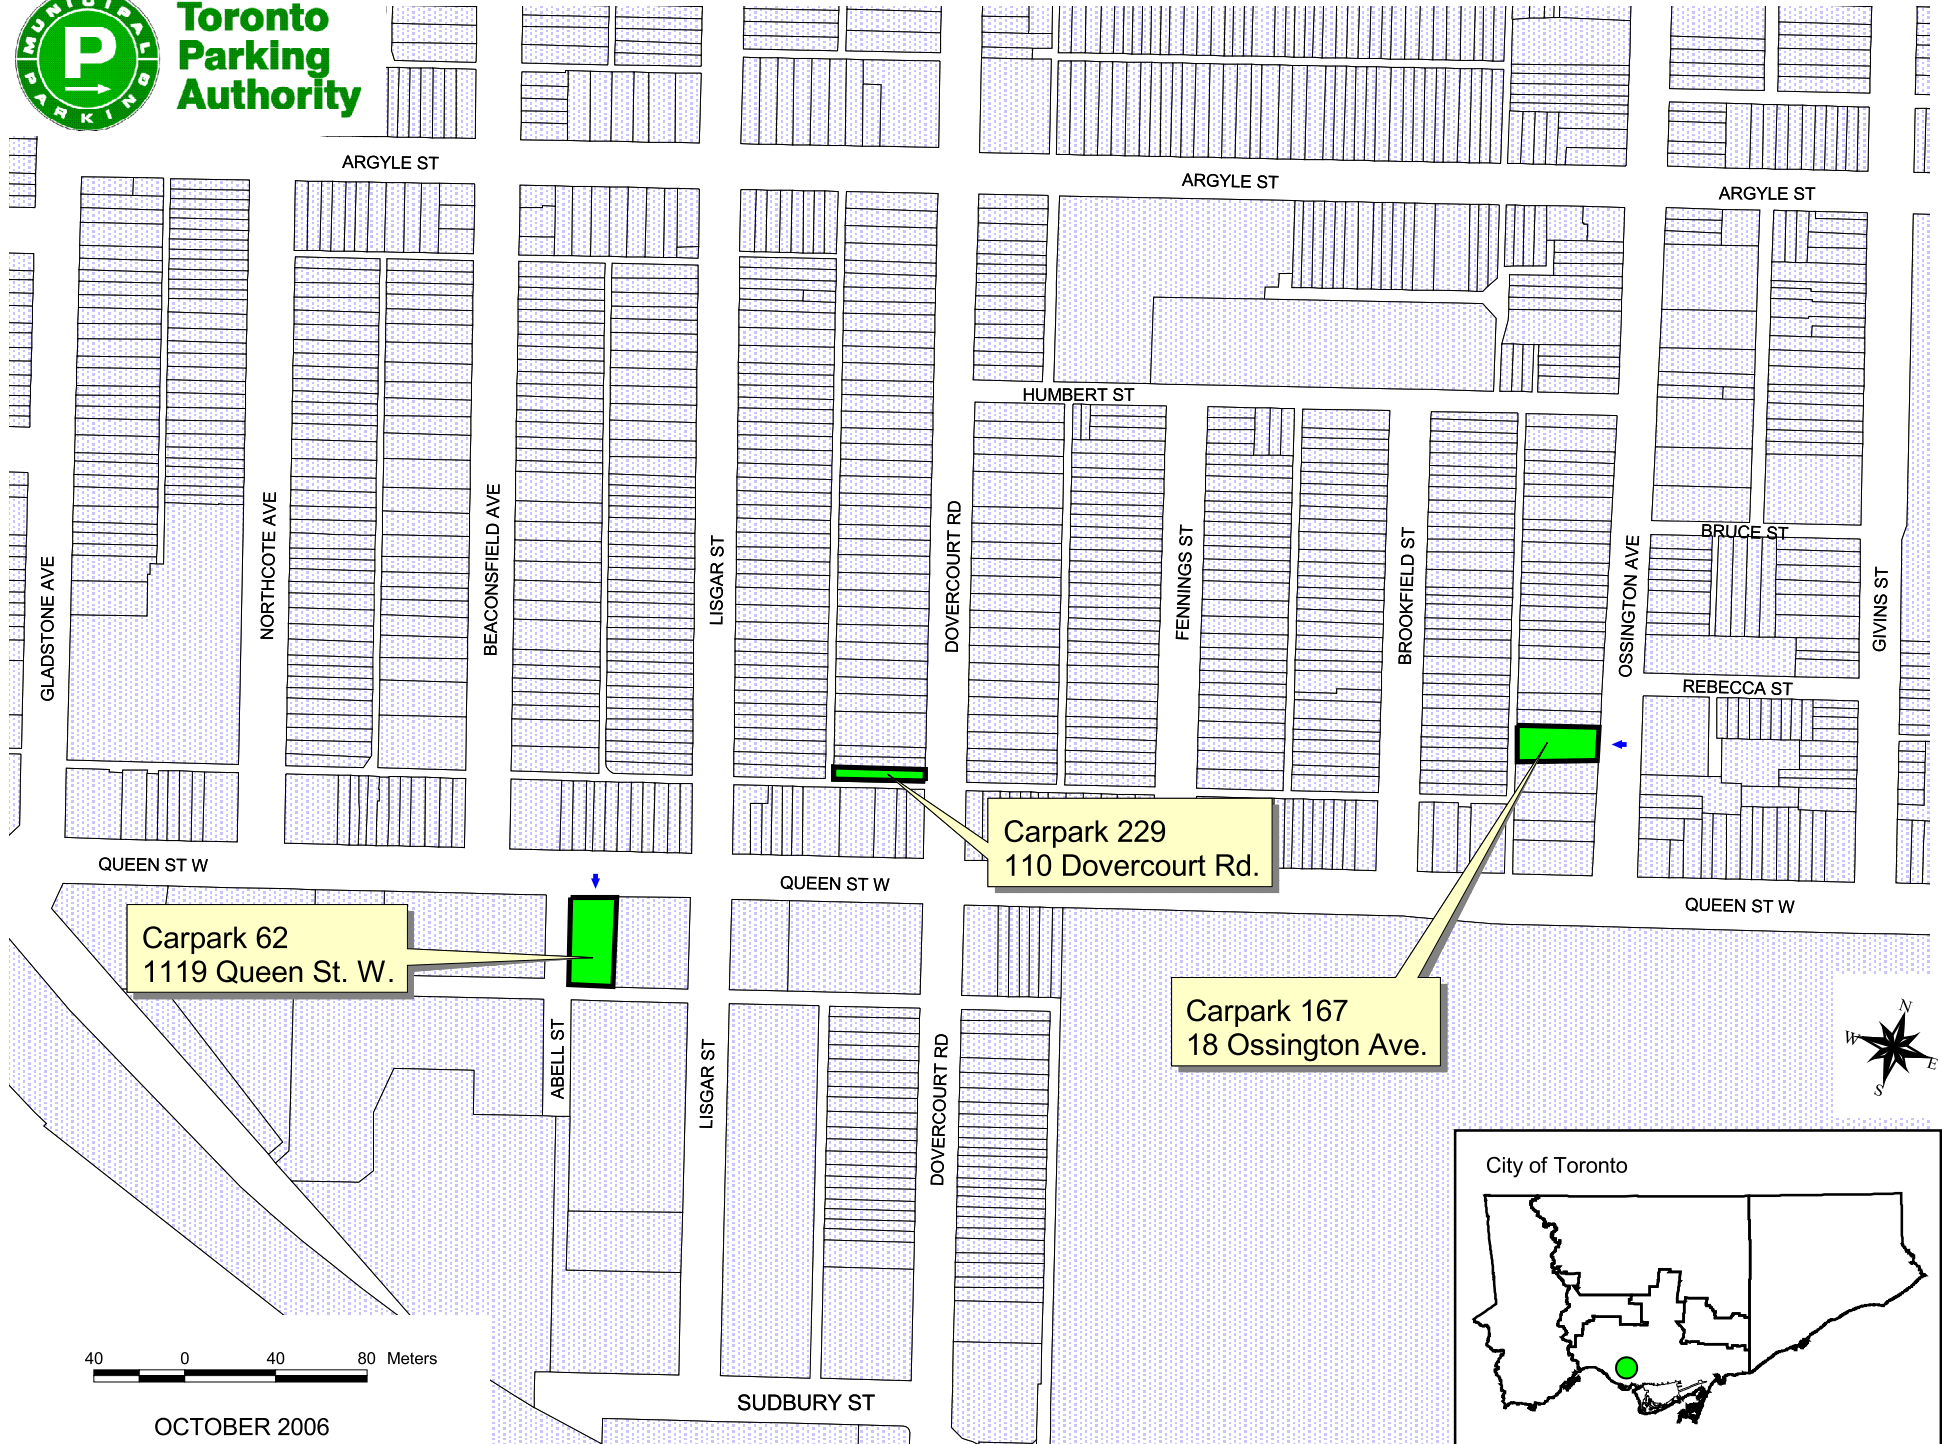 MUNICIPAL
P
PARKING
Toronto
Parking
Authority
ARGYLE ST
ARGYLE ST
ARGYLE ST
HUMBERT ST
GLADSTONE AVE
NORTHCOTE AVE
BEACONSFIELD AVE
LISGAR ST
DOVERCOURT RD
FENNINGS ST
BROOKFIELD ST
OSSINGTON AVE
BRUCE ST
GIVINS ST
REBECCA ST
Carpark 229
110 Dovercourt Rd.
QUEEN ST W
QUEEN ST W
QUEEN ST W
Carpark 62
1119 Queen St. W.
Carpark 167
18 Ossington Ave.
ABELL ST
LISGAR ST
DOVERCOURT RD
N
W
E
S
City of Toronto
40 0 40 80 Meters
SUDBURY ST
OCTOBER 2006